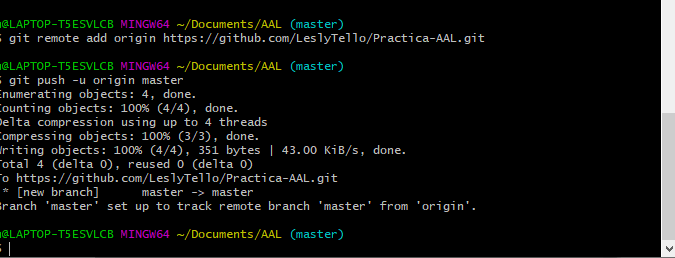 @LAPTOP-T5ESVLCB MINGW64 ~/Documents/AAL (master)
$ git remote add origin https://github.com/LeslyTello/Practica-AAL.git
@LAPTOP-T5ESVLCB MINGW64 ~/Documents/AAL (master)
$ git push -u origin master
Enumerating objects: 4, done.
Counting objects: 100% (4/4), done.
Delta compression using up to 4 threads
Compressing objects: 100% (3/3), done.
Writing objects: 100% (4/4), 351 bytes | 43.00 KiB/s, done.
Total 4 (delta 0), reused 0 (delta 0)
To https://github.com/LeslyTello/Practica-AAL.git
* [new branch]      master -> master
Branch 'master' set up to track remote branch 'master' from 'origin'.
@LAPTOP-T5ESVLCB MINGW64 ~/Documents/AAL (master)
$